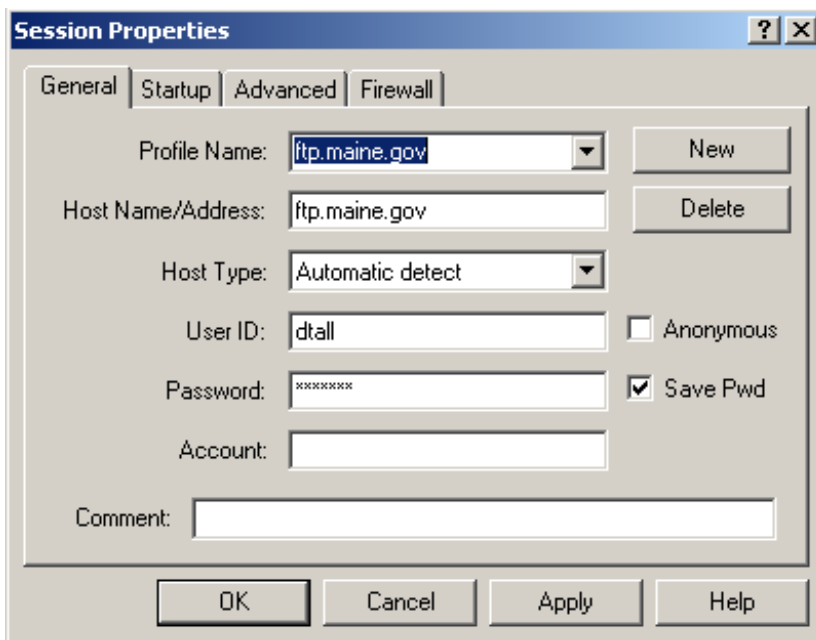 Session Properties
General Startup Advanced Firewall
Profile Name: ftp.maine.gov New
Host Name/Address: ftp.maine.gov Delete
Host Type: Automatic detect
User ID: dtall Anonymous
Password: ******* Save Pwd
Account:
Comment:
OK Cancel Apply Help